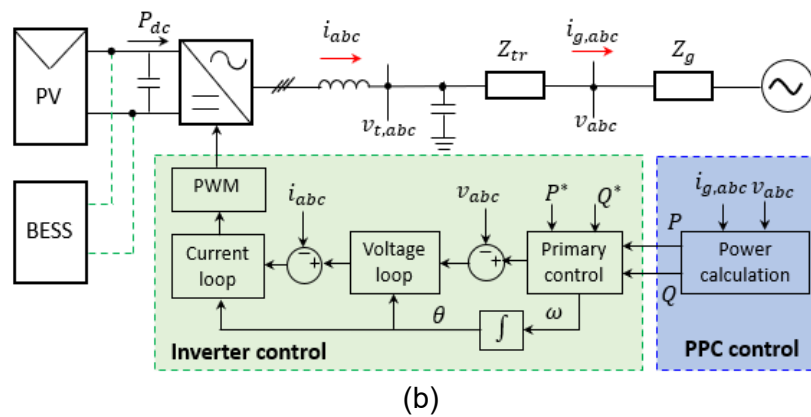 P_dc
i_abc
i_g,abc
Z_tr
Z_g
PV
v_t,abc
v_abc
BESS
PWM
i_abc
v_abc
P*
Q*
i_g,abc
v_abc
Current
loop
Voltage
loop
Primary
control
P
Q
Power
calculation
−
+
−
+
θ
∫
ω
Inverter control
PPC control
(b)